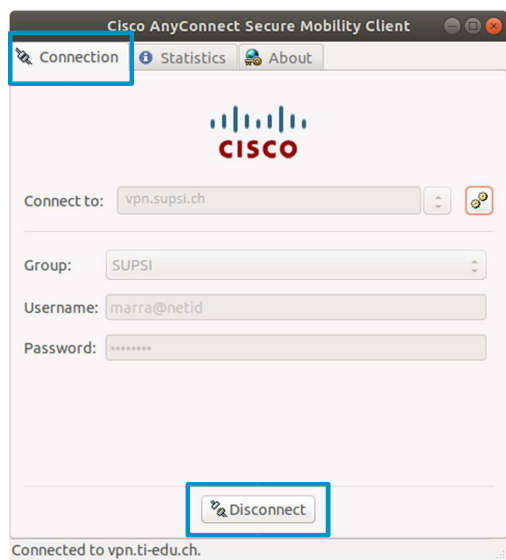 Cisco AnyConnect Secure Mobility Client
Connection Statistics About
CISCO
Connect to: vpn.supsi.ch
Group: SUPSI
Username: marra@netid
Password: ••••••••
Disconnect
Connected to vpn.ti-edu.ch.